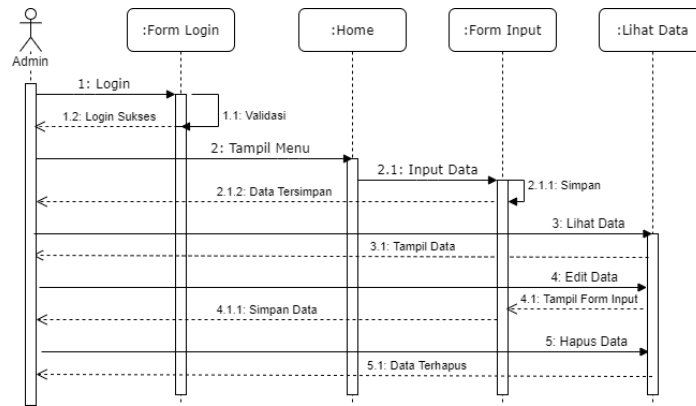 :Form Login
:Home
:Form Input
:Lihat Data
Admin
1: Login
1.1: Validasi
1.2: Login Sukses
2: Tampil Menu
2.1: Input Data
2.1.1: Simpan
2.1.2: Data Tersimpan
3: Lihat Data
3.1: Tampil Data
4: Edit Data
4.1: Tampil Form Input
4.1.1: Simpan Data
5: Hapus Data
5.1: Data Terhapus